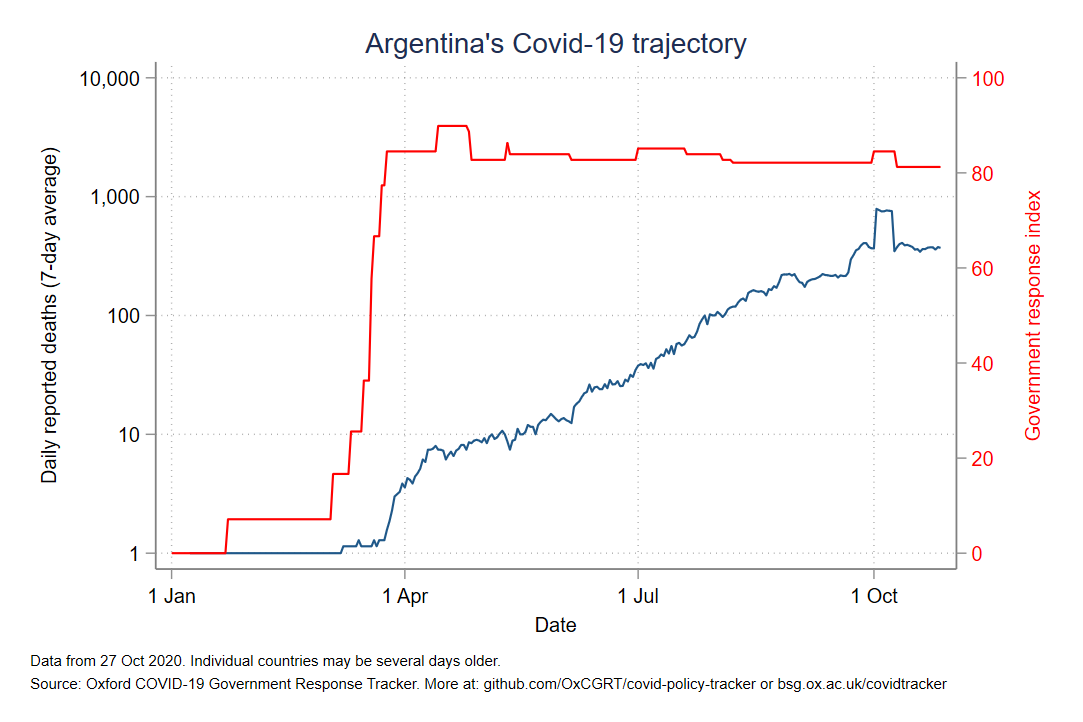 Argentina's Covid-19 trajectory
10,000
1,000
100
10
1
Daily reported deaths (7-day average)
100
80
60
40
20
0
Government response index
1 Jan
1 Apr
1 Jul
1 Oct
Date
Data from 27 Oct 2020. Individual countries may be several days older.
Source: Oxford COVID-19 Government Response Tracker. More at: github.com/OxCGRT/covid-policy-tracker or bsg.ox.ac.uk/covidtracker